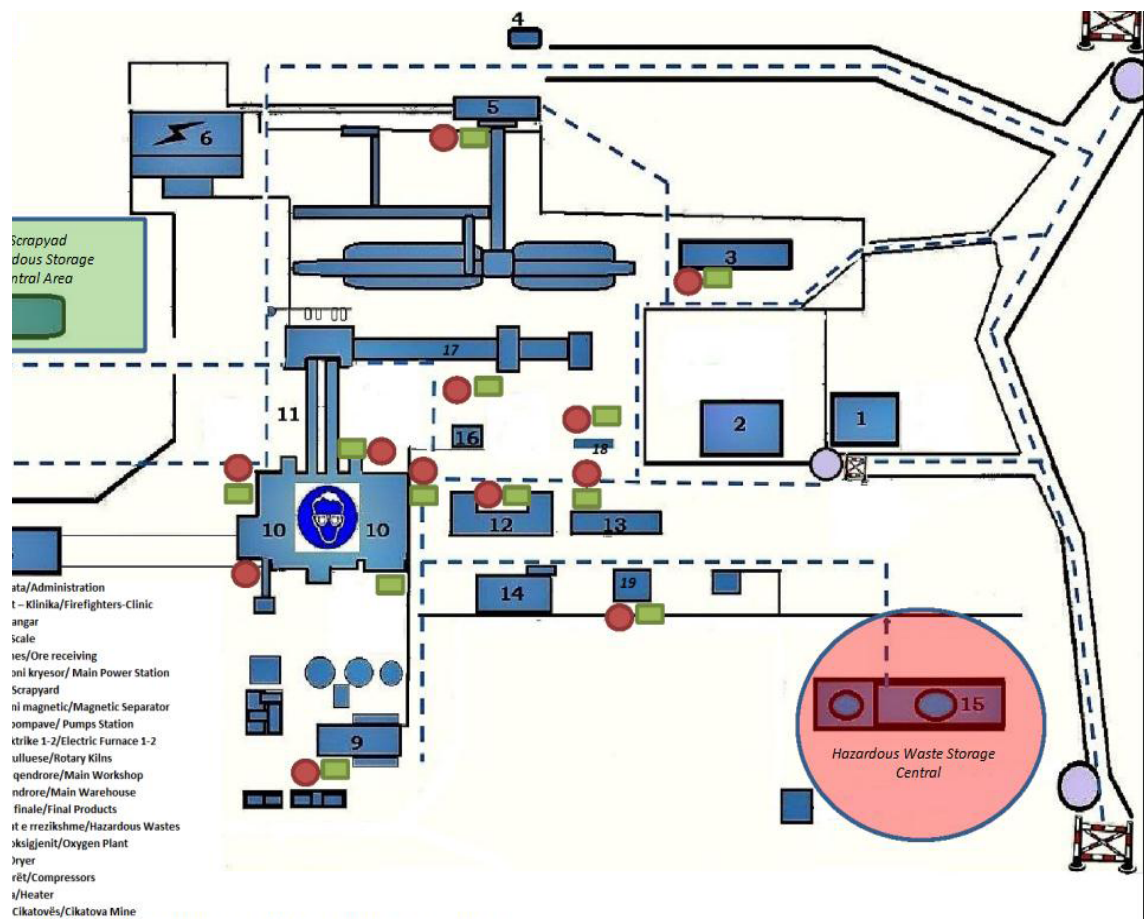 4
5
6
Scrapyad
dous Storage
ntral Area
3
17
11
2
1
16
18
10
10
12
13
14
19
15
Hazardous Waste Storage
Central
9
ata/Administration
t – Klinika/Firefighters-Clinic
angar
Scale
nes/Ore receiving
oni kryesor/ Main Power Station
Scrapyard
ni magnetic/Magnetic Separator
pompave/ Pumps Station
ktrike 1-2/Electric Furnace 1-2
ulluese/Rotary Kilns
qendrore/Main Workshop
ndrore/Main Warehouse
finale/Final Products
at e rrezikshme/Hazardous Wastes
oksigjenit/Oxygen Plant
Dryer
rët/Compressors
a/Heater
Cikatovës/Cikatova Mine